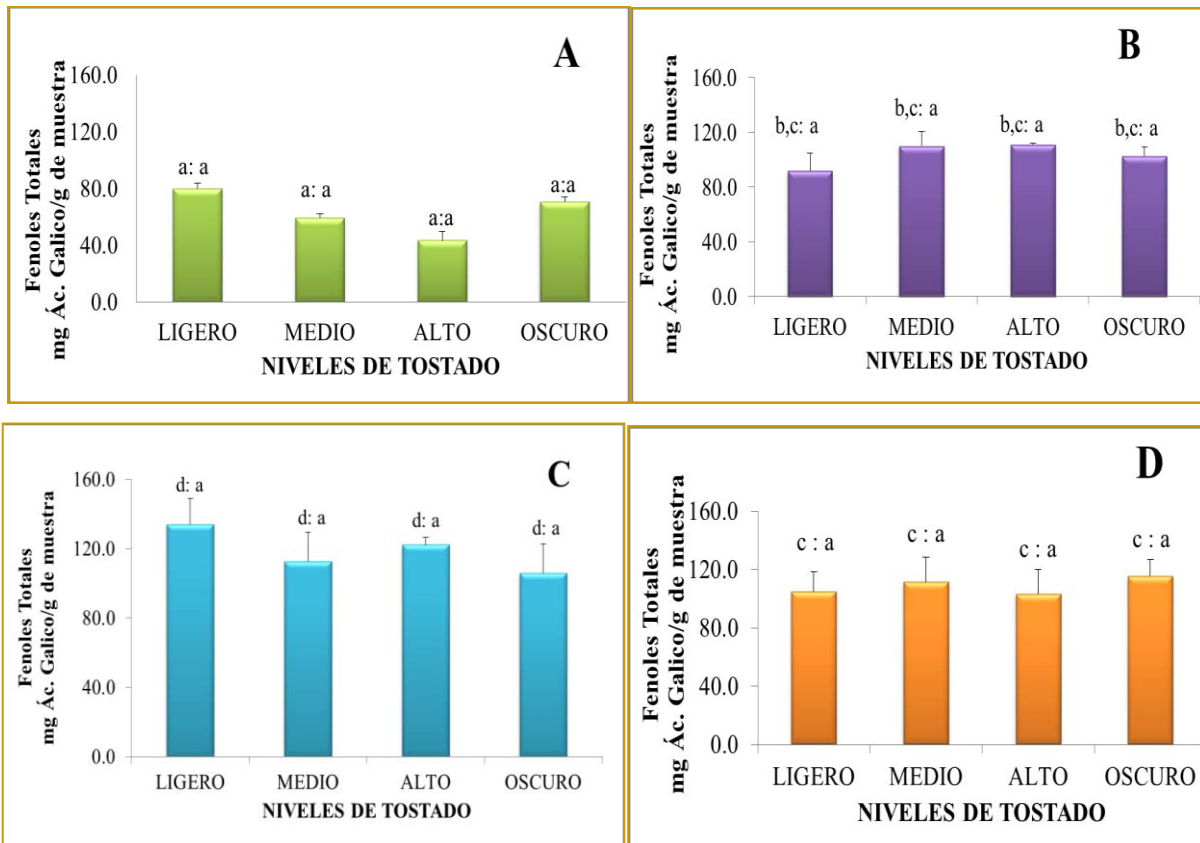 A
Fenoles Totales
mg Ác. Galico/g de muestra
160.0
120.0
80.0
40.0
0.0
a: a
a: a
a:a
a:a
LIGERO
MEDIO
ALTO
OSCURO
NIVELES DE TOSTADO
B
Fenoles Totales
mg Ác. Galico/g de muestra
160.0
120.0
80.0
40.0
0.0
b,c: a
b,c: a
b,c: a
b,c: a
LIGERO
MEDIO
ALTO
OSCURO
NIVELES DE TOSTADO
C
Fenoles Totales
mg Ác. Galico/g de muestra
160.0
120.0
80.0
40.0
0.0
d: a
d: a
d: a
d: a
LIGERO
MEDIO
ALTO
OSCURO
NIVELES DE TOSTADO
D
Fenoles Totales
mg Ác. Galico/g de muestra
160.0
120.0
80.0
40.0
0.0
c : a
c : a
c : a
c : a
LIGERO
MEDIO
ALTO
OSCURO
NIVELES DE TOSTADO